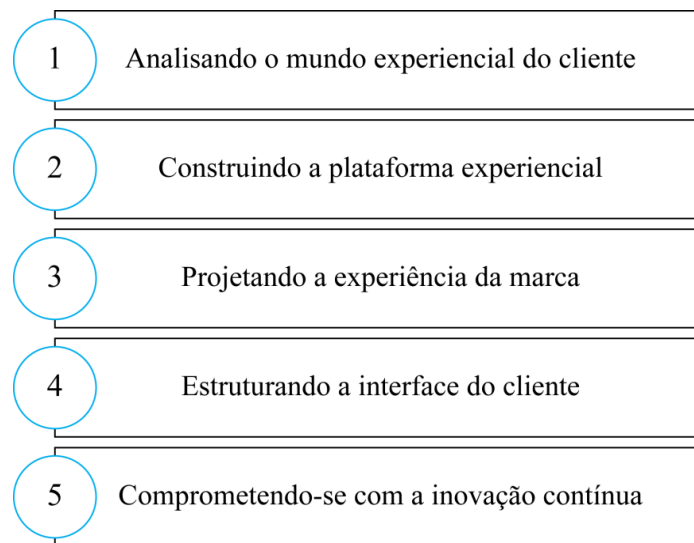 1 Analisando o mundo experiencial do cliente
2 Construindo a plataforma experiencial
3 Projetando a experiência da marca
4 Estruturando a interface do cliente
5 Comprometendo-se com a inovação contínua